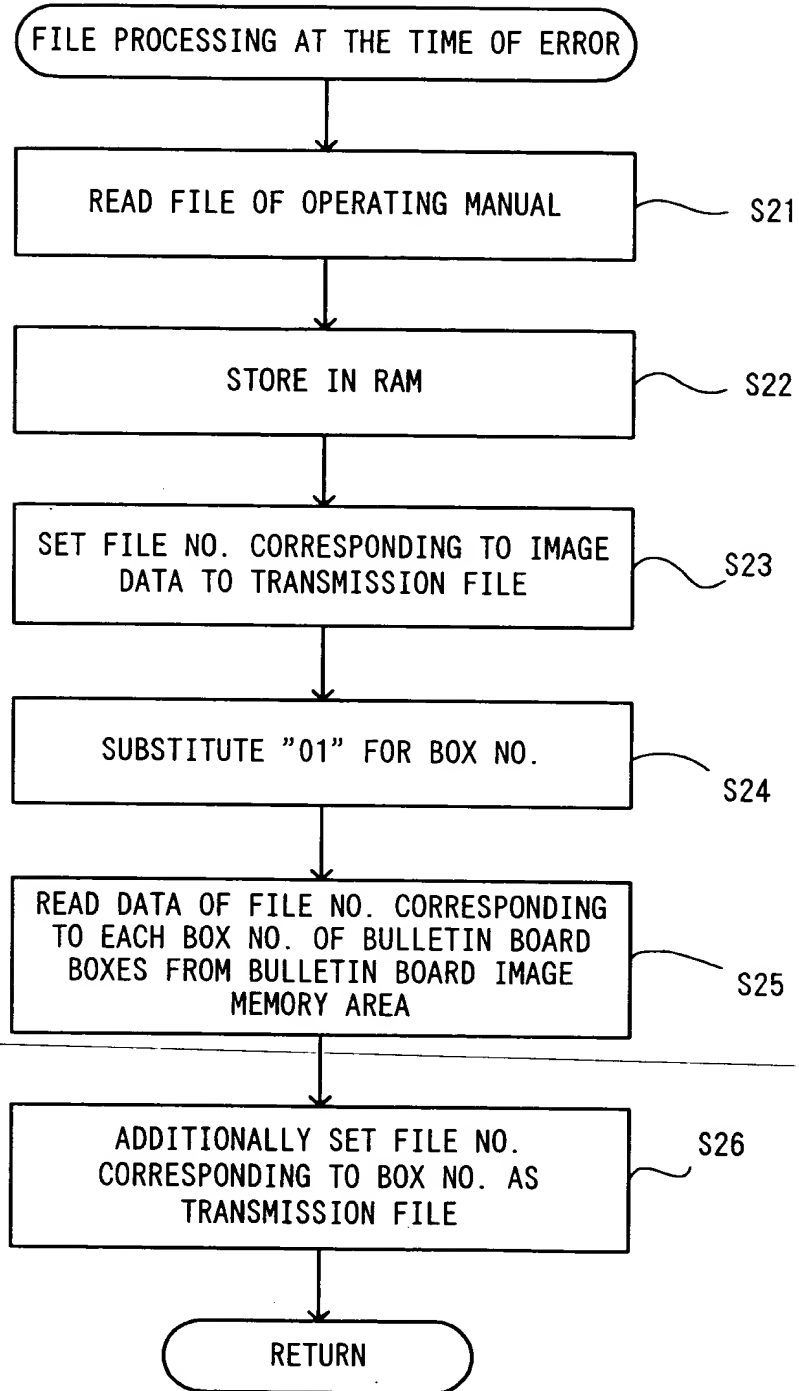 FILE PROCESSING AT THE TIME OF ERROR
READ FILE OF OPERATING MANUAL
S21
STORE IN RAM
S22
SET FILE NO. CORRESPONDING TO IMAGE
DATA TO TRANSMISSION FILE
S23
SUBSTITUTE "01" FOR BOX NO.
S24
READ DATA OF FILE NO. CORRESPONDING
TO EACH BOX NO. OF BULLETIN BOARD
BOXES FROM BULLETIN BOARD IMAGE
MEMORY AREA
S25
ADDITIONALLY SET FILE NO.
CORRESPONDING TO BOX NO. AS
TRANSMISSION FILE
S26
RETURN